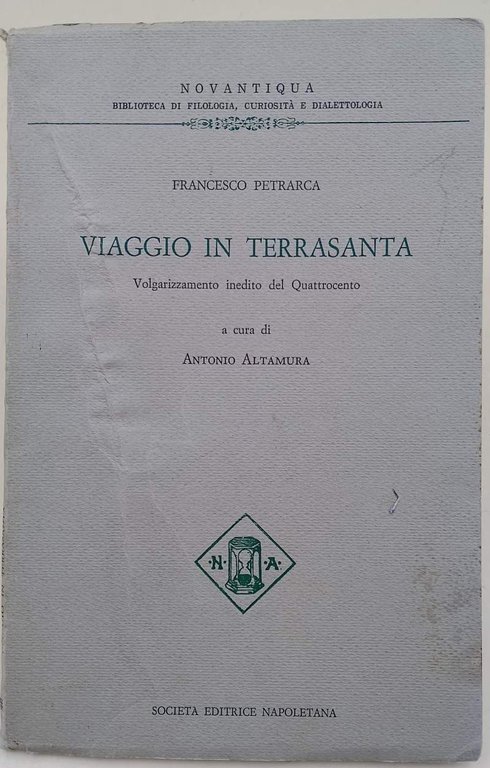 NOVANTIQUA
BIBLIOTECA DI FILOLOGIA, CURIOSITÀ E DIALETTOLOGIA
FRANCESCO PETRARCA
VIAGGIO IN TERRASANTA
Volgarizzamento inedito del Quattrocento
a cura di
ANTONIO ALTAMURA
·N· ·A·
SOCIETÀ EDITRICE NAPOLETANA